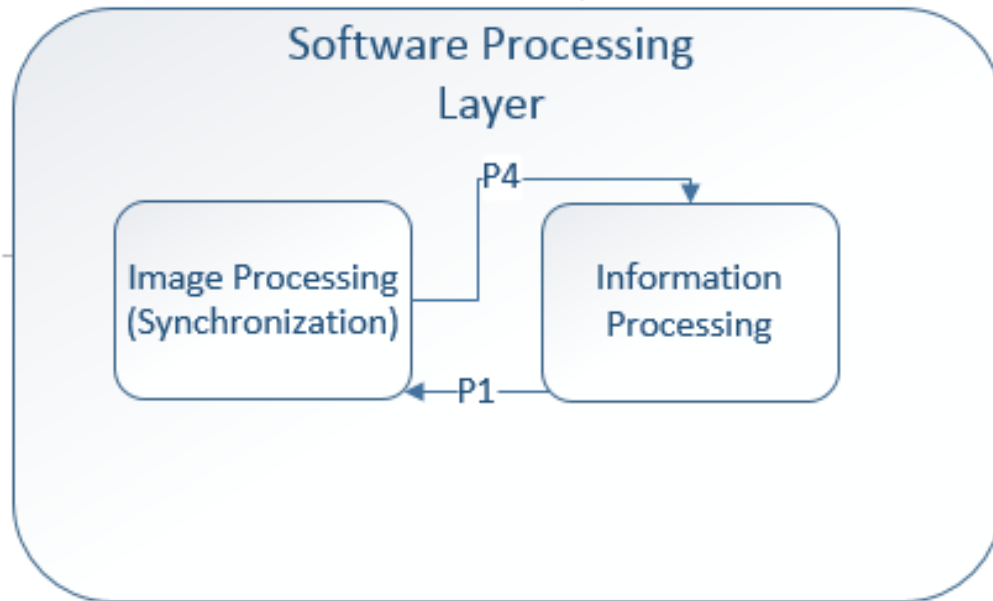 Software Processing
Layer
P4
Image Processing
(Synchronization)
Information
Processing
P1